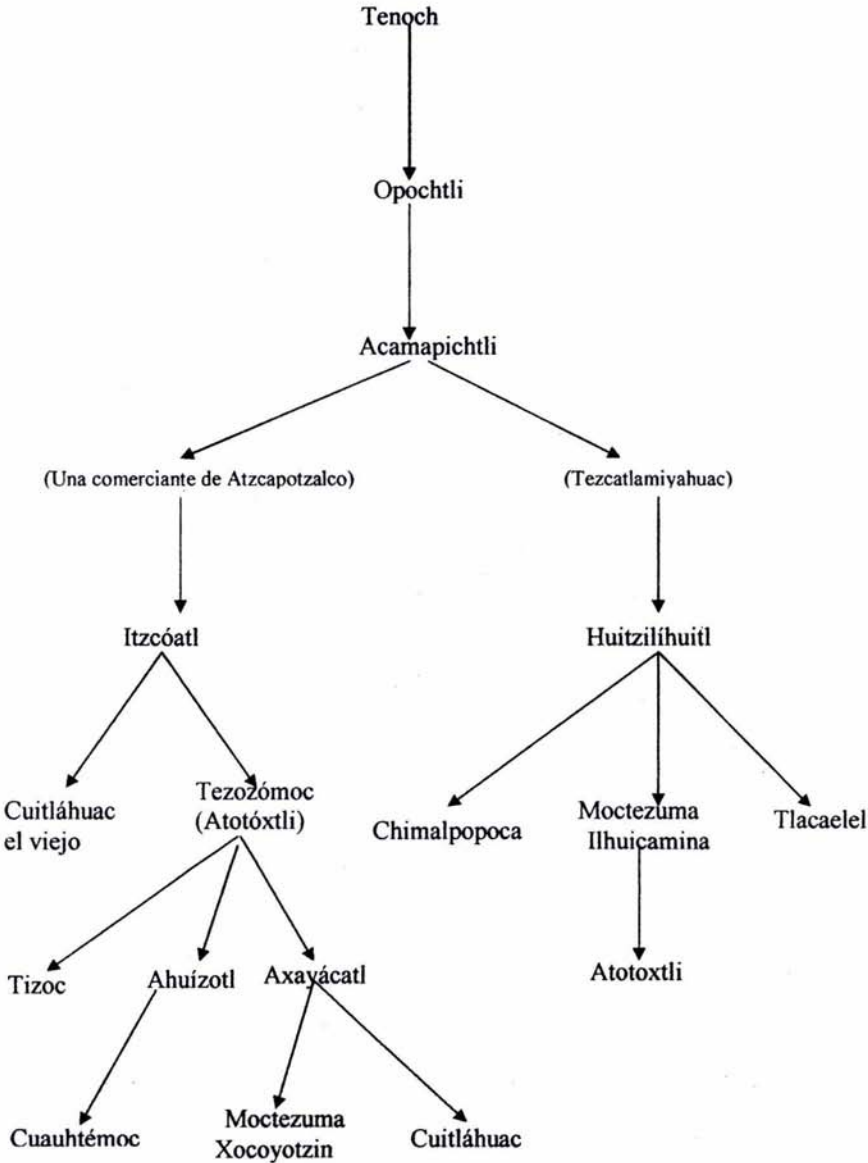 Tenoch
Opochtli
Acamapichtli
(Una comerciante de Atzcapotzalco)
(Tezcatlamiyahuac)
Itzcóatl
Huitzilíhuitl
Cuitláhuac
el viejo
Tezozómoc
(Atotóxtli)
Chimalpopoca
Moctezuma
Ilhuicamina
Tlacaelel
Tizoc
Ahuízotl
Axayácatl
Atotoxtli
Cuauhtémoc
Moctezuma
Xocoyotzin
Cuitláhuac